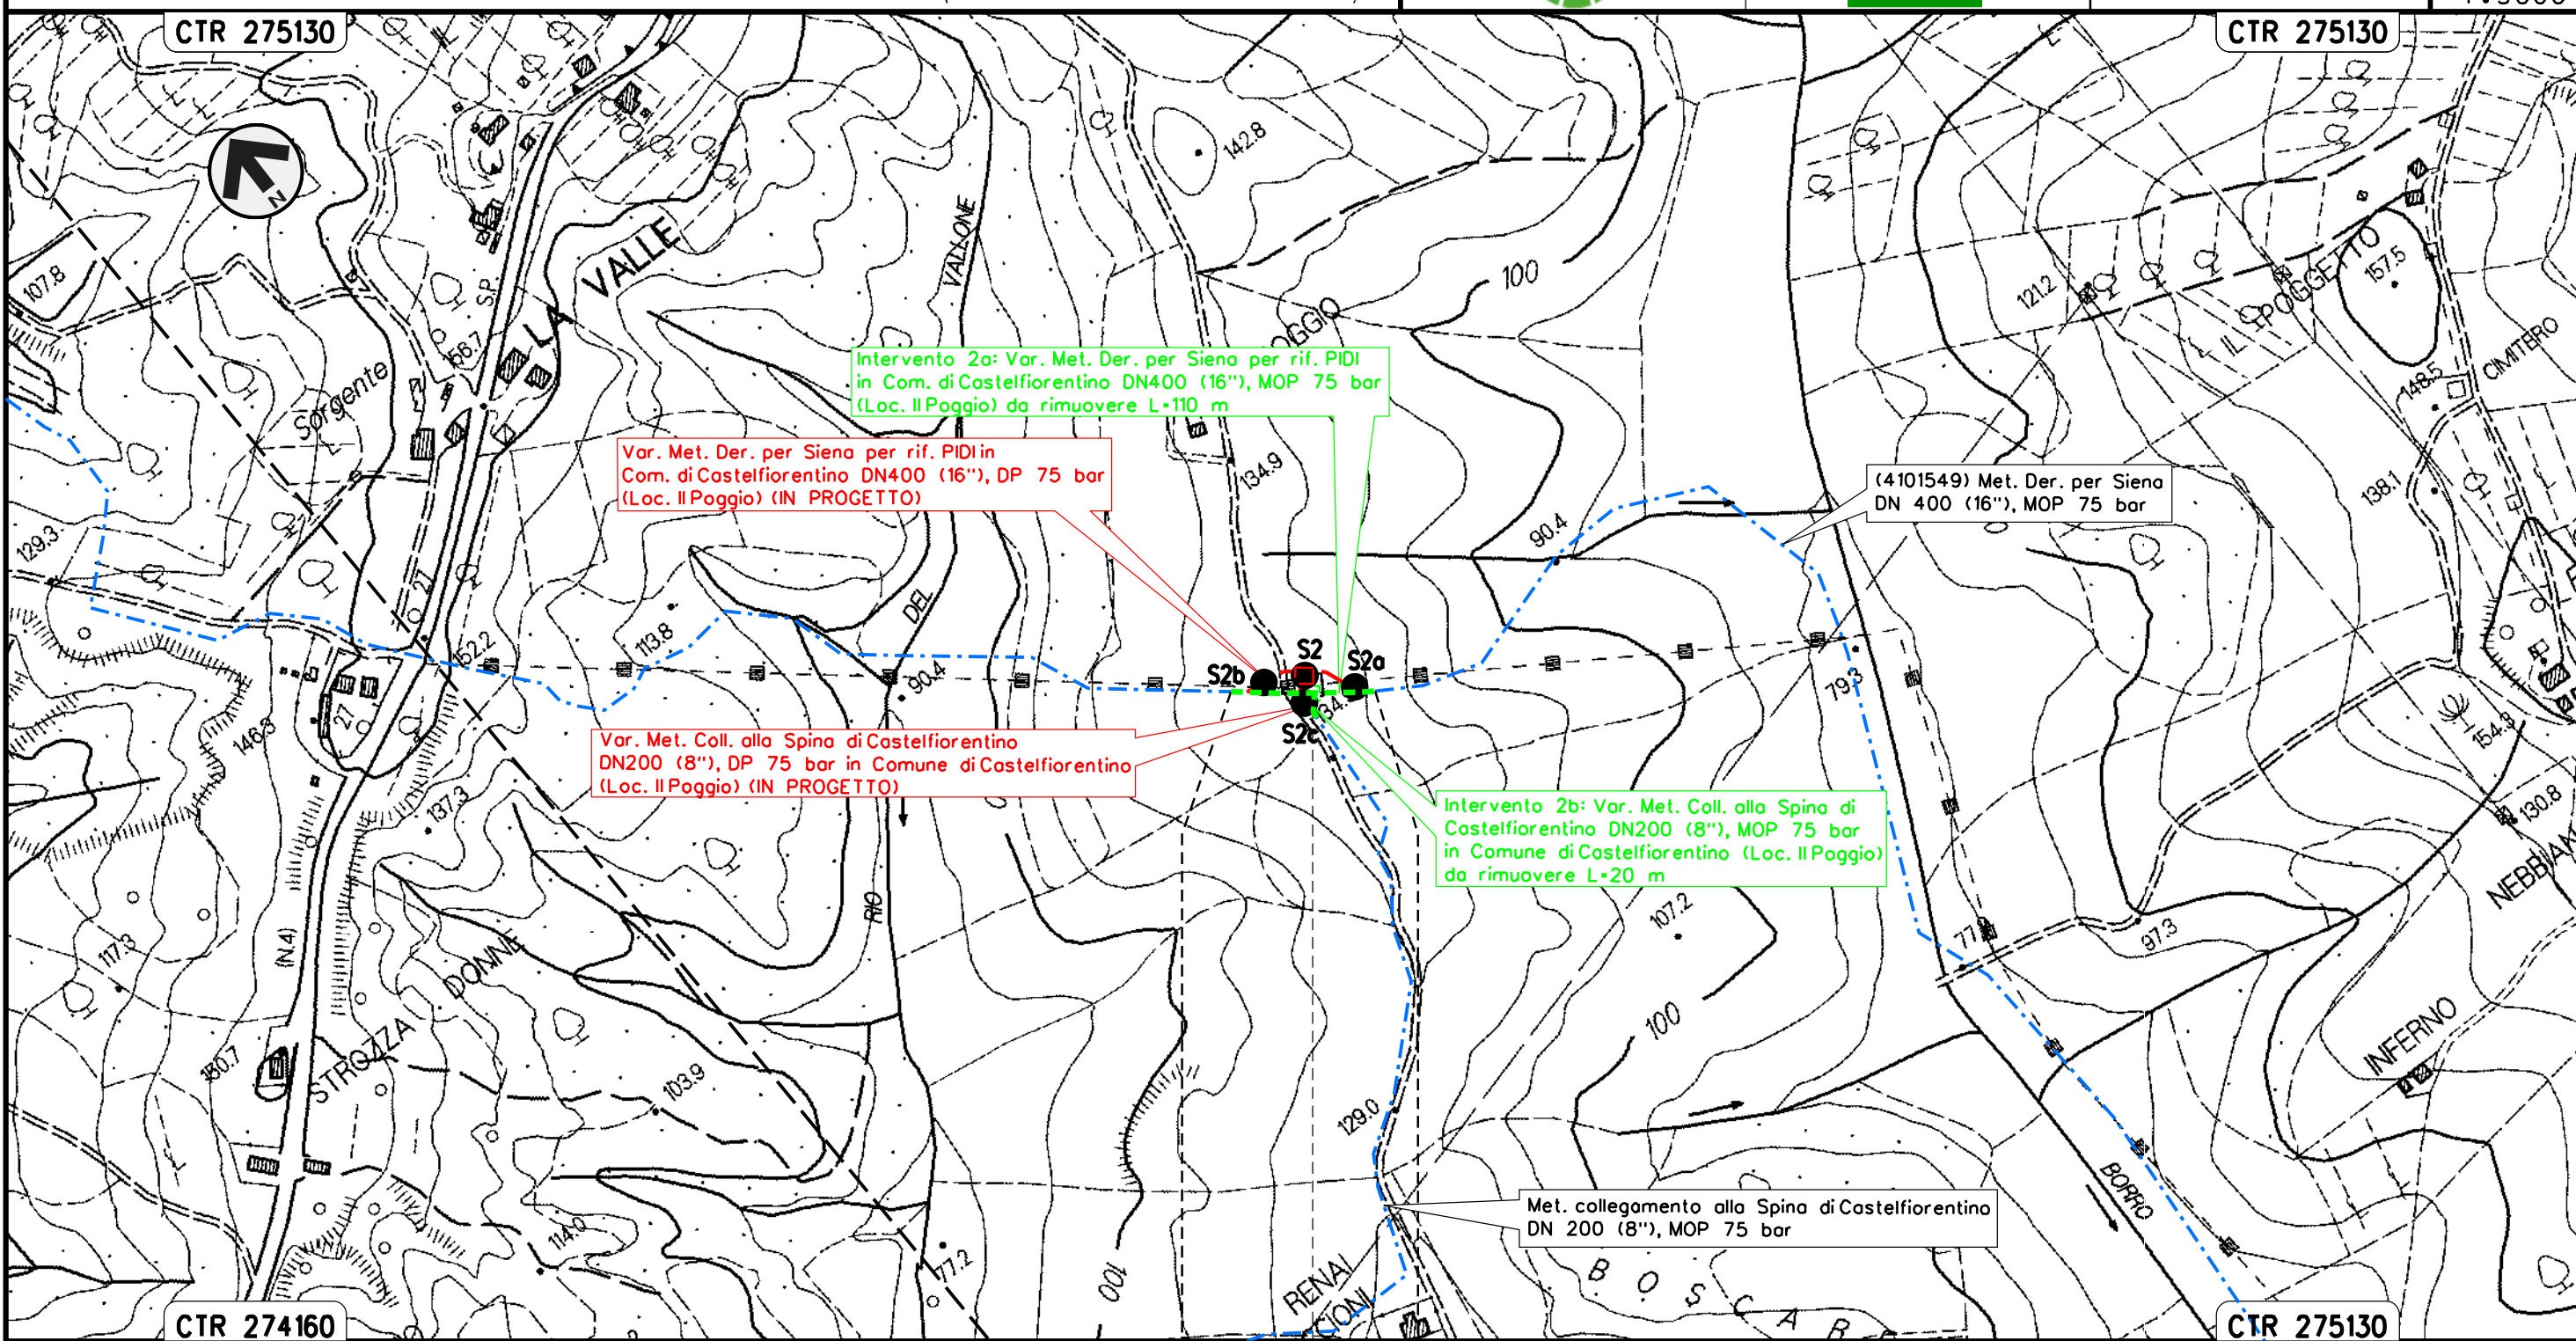 CTR 275130
CTR 275130
N
142.8
107.8
S.P.
LA VALLE
VALLONE
100
121.2
IL POGGETTO
157.5
CIMITERO
148.5
Sorgente
158.7
Intervento 2a: Var. Met. Der. per Siena per rif. PIDI
in Com. di Castelfiorentino DN400 (16"), MOP 75 bar
(Loc. Il Poggio) da rimuovere L=110 m
Var. Met. Der. per Siena per rif. PIDI in
Com. di Castelfiorentino DN400 (16"), DP 75 bar
(Loc. Il Poggio) (IN PROGETTO)
134.9
(4101549) Met. Der. per Siena
DN 400 (16"), MOP 75 bar
138.1
90.4
129.3
27
DEL
152.2
113.8
90.4
S2b
S2
S2a
S2c
79.3
27
146.3
154.3
Var. Met. Coll. alla Spina di Castelfiorentino
DN200 (8"), DP 75 bar in Comune di Castelfiorentino
(Loc. Il Poggio) (IN PROGETTO)
Intervento 2b: Var. Met. Coll. alla Spina di
Castelfiorentino DN200 (8"), MOP 75 bar
in Comune di Castelfiorentino (Loc. Il Poggio)
da rimuovere L=20 m
137.3
130.8
RIO
107.2
97.3
117.3
(N.4)
STROZZA DONNE
100
INFERNO
103.9
129.0
BORRO
Met. collegamento alla Spina di Castelfiorentino
DN 200 (8"), MOP 75 bar
114.0
77.2
100
RENAI
BOSCAR
CTR 274160
CTR 275130